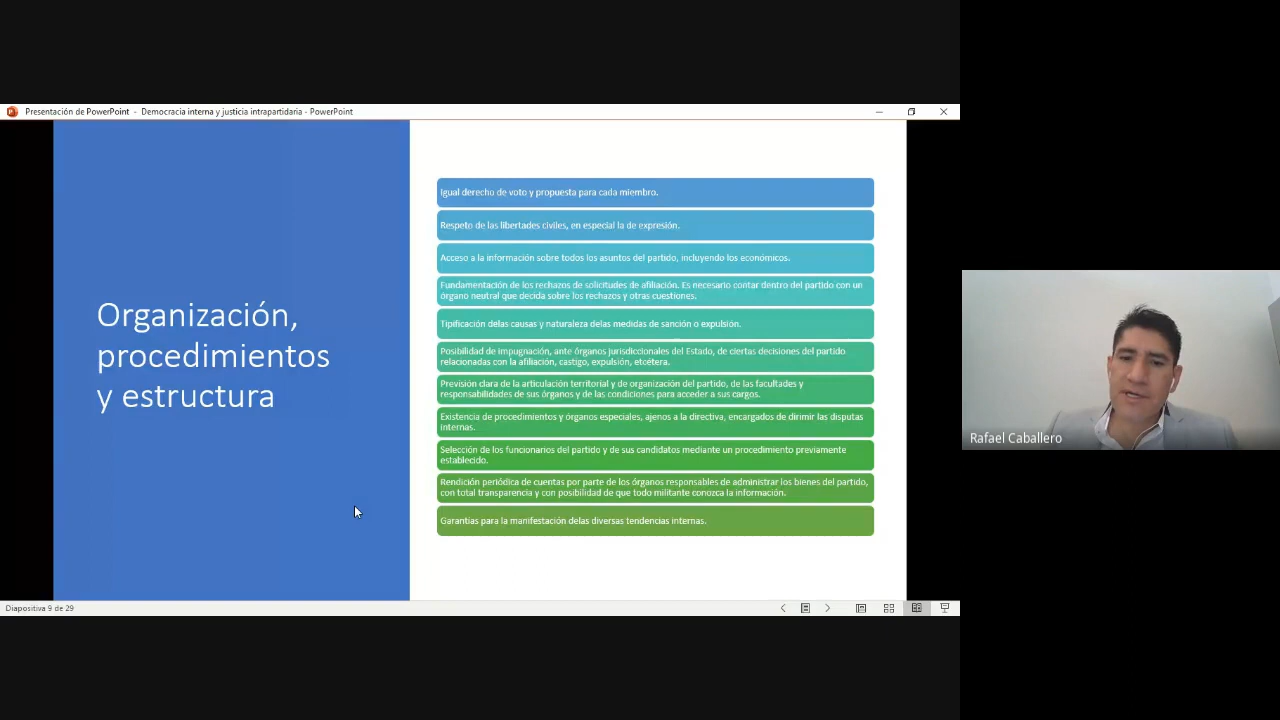 Presentación de PowerPoint - Democracia interna y justicia intrapartidaria - PowerPoint
Organización,
procedimientos
y estructura
Igual derecho de voto y propuesta para cada miembro.
Respeto de las libertades civiles, en especial la de expresión.
Acceso a la información sobre todos los asuntos del partido, incluyendo los económicos.
Fundamentación de los rechazos de solicitudes de afiliación. Es necesario contar dentro del partido con un
órgano neutral que decida sobre los rechazos y otras cuestiones.
Tipificación delas causas y naturaleza delas medidas de sanción o expulsión.
Posibilidad de impugnación, ante órganos jurisdiccionales del Estado, de ciertas decisiones del partido
relacionadas con la afiliación, castigo, expulsión, etcétera.
Previsión clara de la articulación territorial y de organización del partido, de las facultades y
responsabilidades de sus órganos y de las condiciones para acceder a sus cargos.
Existencia de procedimientos y órganos especiales, ajenos a la directiva, encargados de dirimir las disputas
internas.
Selección de los funcionarios del partido y de sus candidatos mediante un procedimiento previamente
establecido.
Rendición periódica de cuentas por parte de los órganos responsables de administrar los bienes del partido,
con total transparencia y con posibilidad de que todo militante conozca la información.
Garantías para la manifestación delas diversas tendencias internas.
Diapositiva 9 de 29
Rafael Caballero